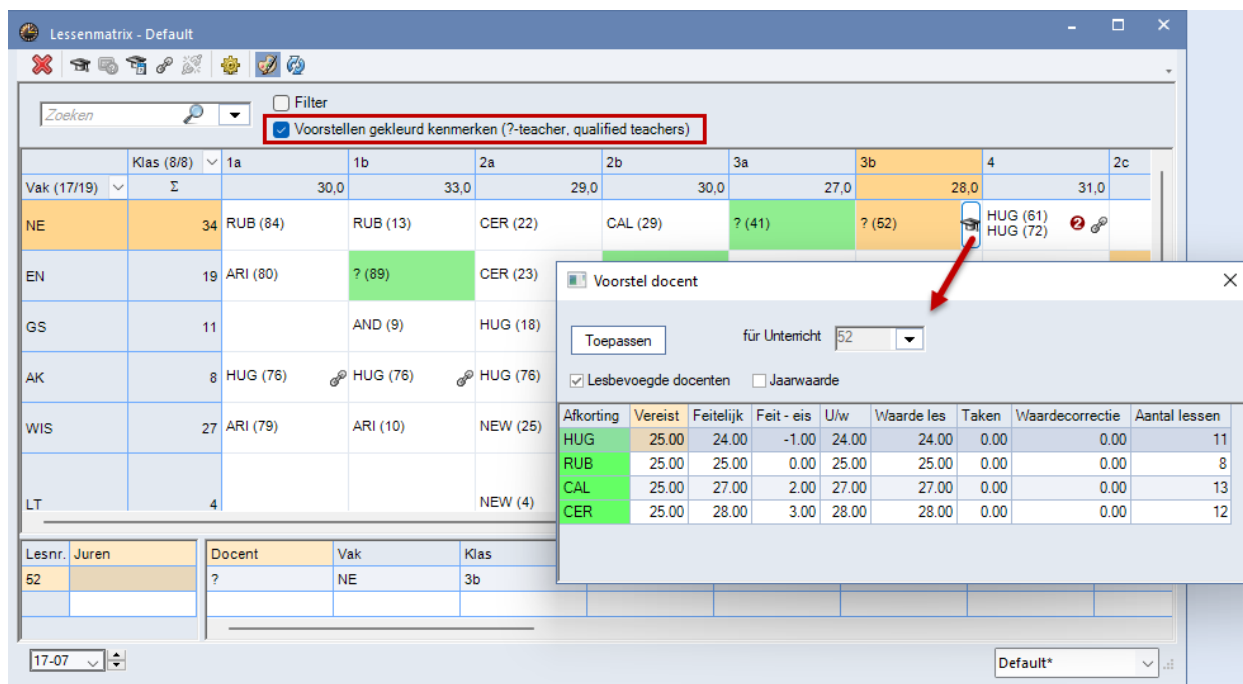 Lessenmatrix - Default
Zoeken
Filter
Voorstellen gekleurd kenmerken (?-teacher, qualified teachers)
Klas (8/8) 1a 1b 2a 2b 3a 3b 4 2c
Vak (17/19) Σ 30,0 33,0 29,0 30,0 27,0 28,0 31,0
NE 34 RUB (84) RUB (13) CER (22) CAL (29) ? (41) ? (52) HUG (61) 2
HUG (72)
EN 19 ARI (80) ? (89) CER (23)
GS 11 AND (9) HUG (18)
AK 8 HUG (76) HUG (76) HUG (76)
WIS 27 ARI (79) ARI (10) NEW (25)
LT 4 NEW (4)
Voorstel docent
Toepassen für Unterricht 52
Lesbevoegde docenten Jaarwaarde
Afkorting Vereist Feitelijk Feit - eis U/w Waarde les Taken Waardecorrectie Aantal lessen
HUG 25.00 24.00 -1.00 24.00 24.00 0.00 0.00 11
RUB 25.00 25.00 0.00 25.00 25.00 0.00 0.00 8
CAL 25.00 27.00 2.00 27.00 27.00 0.00 0.00 13
CER 25.00 28.00 3.00 28.00 28.00 0.00 0.00 12
Lesnr. Juren Docent Vak Klas
52 ? NE 3b
17-07 Default*